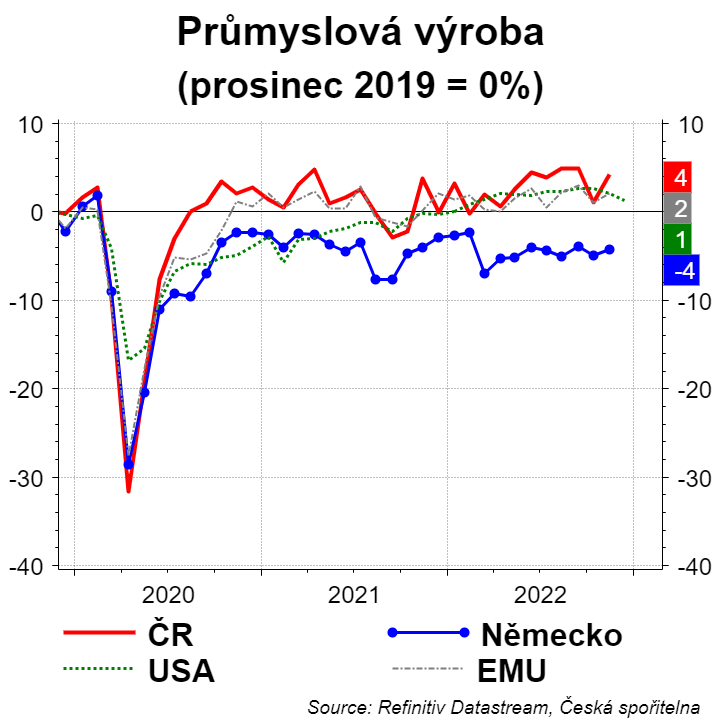 Průmyslová výroba
(prosinec 2019 = 0%)
10 10
4
2
0 0
1
-4
-10 -10
-20 -20
-30 -30
-40 -40
2020 2021 2022
ČR Německo
USA EMU
Source: Refinitiv Datastream, Česká spořitelna